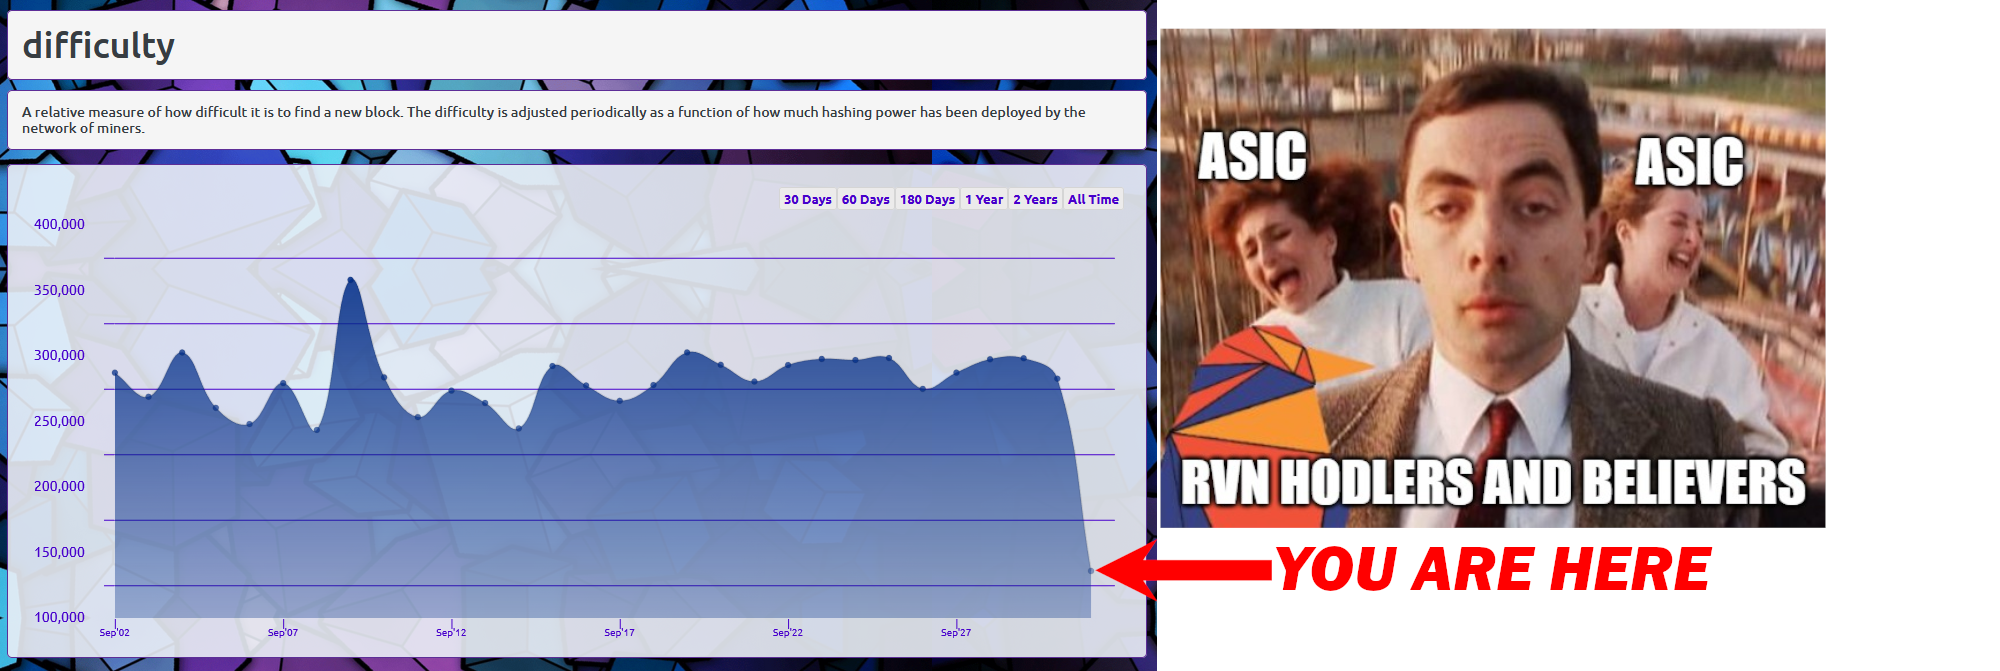 difficulty
A relative measure of how difficult it is to find a new block. The difficulty is adjusted periodically as a function of how much hashing power has been deployed by the
network of miners.
30 Days 60 Days 180 Days 1 Year 2 Years All Time
400,000
350,000
300,000
250,000
200,000
150,000
100,000
Sep'02 Sep'07 Sep'12 Sep'17 Sep'22 Sep'27
ASIC ASIC
RVN HODLERS AND BELIEVERS
YOU ARE HERE